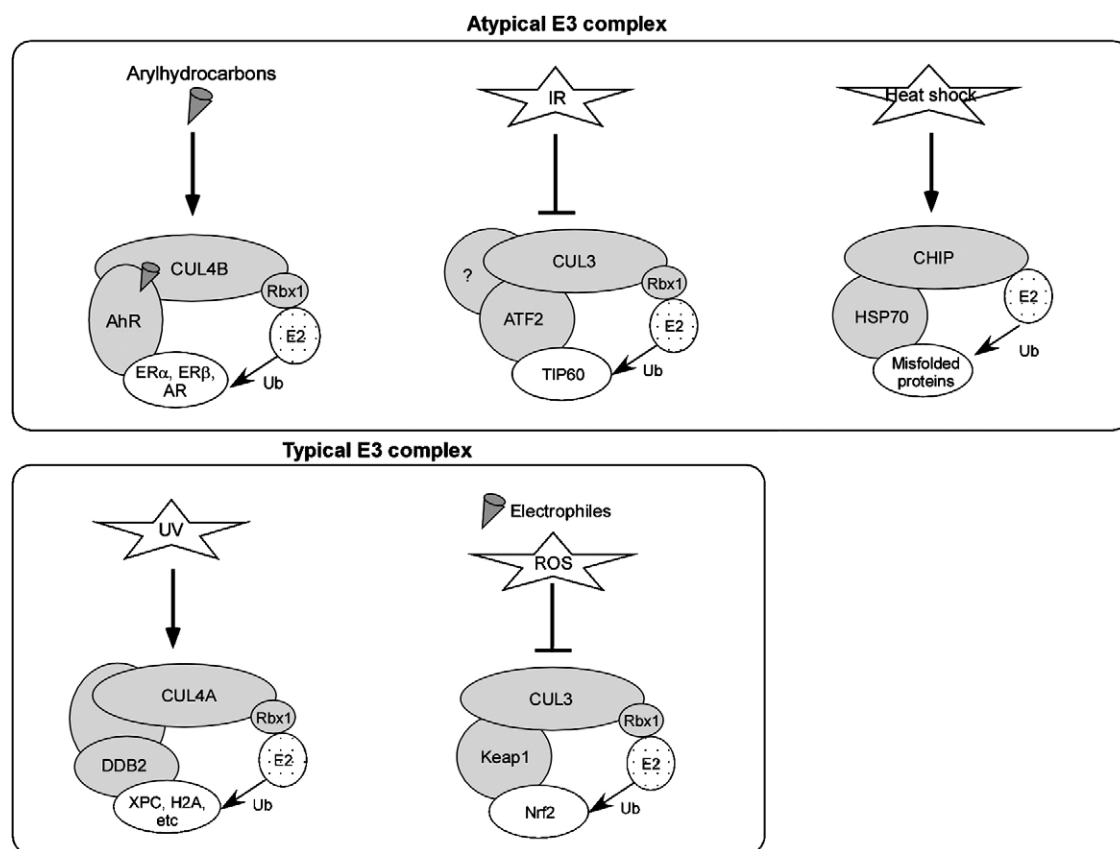 Atypical E3 complex
Arylhydrocarbons
CUL4B
AhR
Rbx1
E2
ERα, ERβ,
AR
Ub
IR
?
CUL3
Rbx1
ATF2
E2
TIP60
Ub
Heat shock
CHIP
HSP70
E2
Misfolded
proteins
Ub
Typical E3 complex
UV
CUL4A
Rbx1
DDB2
E2
XPC, H2A,
etc
Ub
Electrophiles
ROS
CUL3
Rbx1
Keap1
E2
Nrf2
Ub